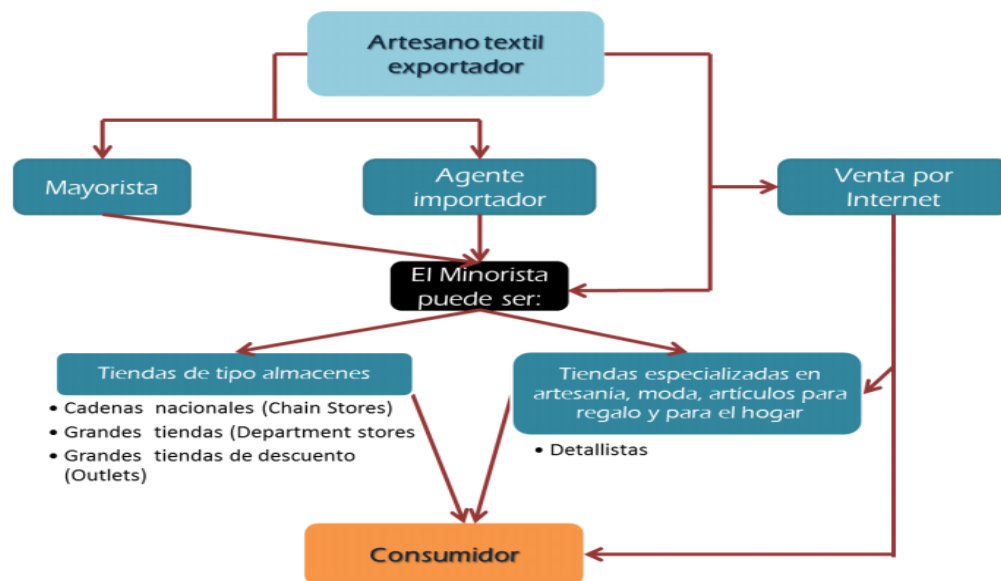 Artesano textil
exportador
Mayorista
Agente
importador
Venta por
Internet
El Minorista
puede ser:
Tiendas de tipo almacenes
• Cadenas nacionales (Chain Stores)
• Grandes tiendas (Department stores
• Grandes tiendas de descuento
(Outlets)
Tiendas especializadas en
artesanía, moda, artículos para
regalo y para el hogar
• Detallistas
Consumidor